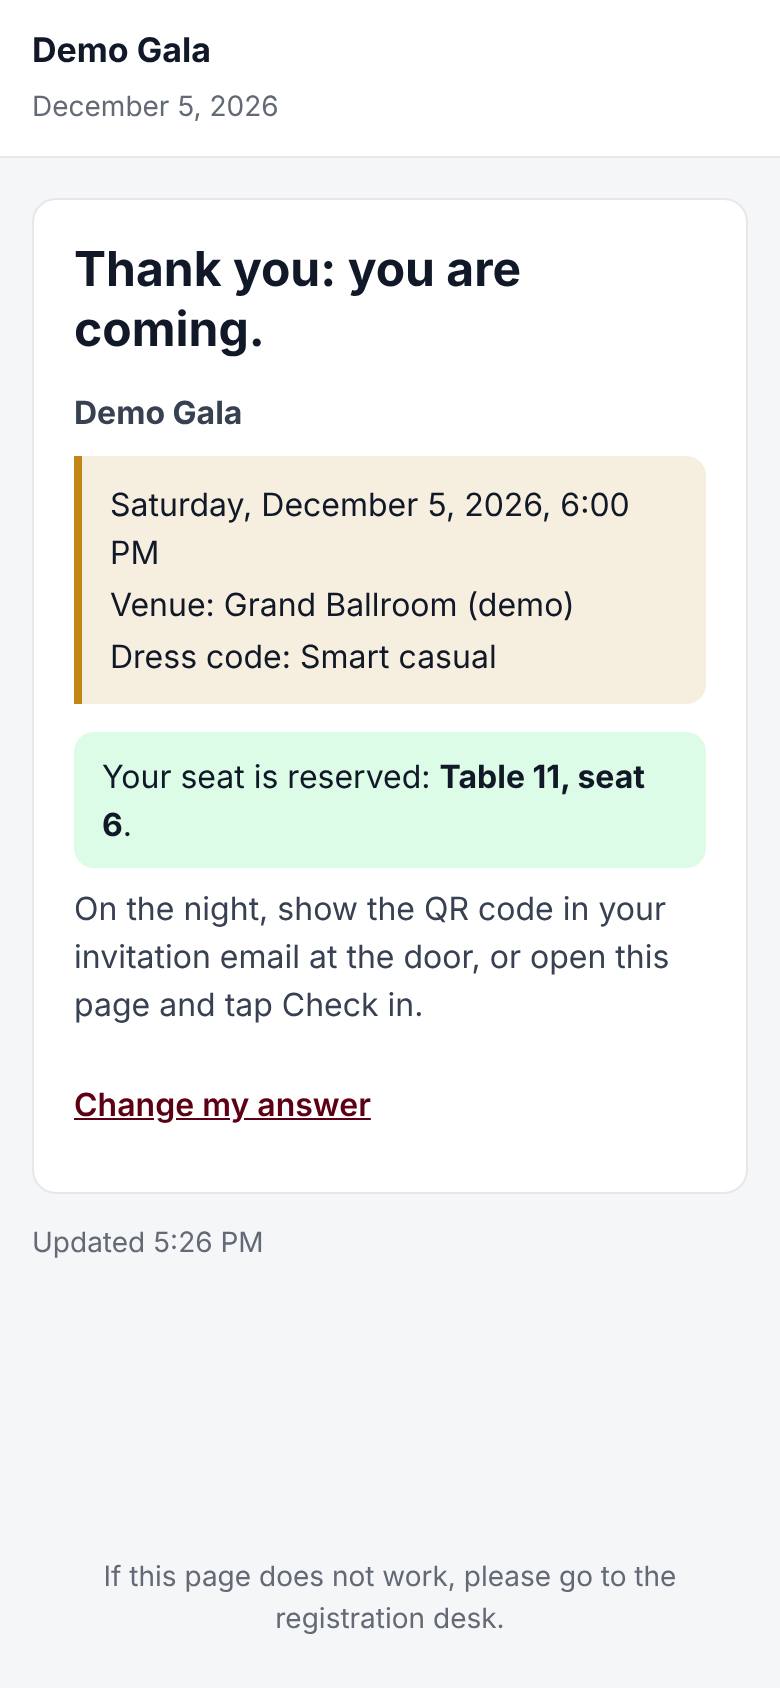 Demo Gala
December 5, 2026
Thank you: you are
coming.
Demo Gala
Saturday, December 5, 2026, 6:00
PM
Venue: Grand Ballroom (demo)
Dress code: Smart casual
Your seat is reserved: Table 11, seat
6.
On the night, show the QR code in your
invitation email at the door, or open this
page and tap Check in.
Change my answer
Updated 5:26 PM
If this page does not work, please go to the
registration desk.